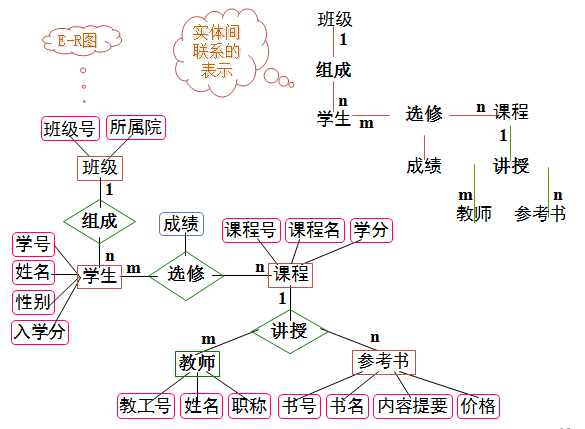 E-R图
实体间
联系的
表示
班级
1
组成
n
学生
m
选修
n
课程
成绩
1
讲授
m
n
教师
参考书
班级号
所属院
班级
1
组成
n
学号
姓名
性别
入学分
学生
m
选修
成绩
n
课程
课程号
课程名
学分
1
讲授
m
n
教师
参考书
教工号
姓名
职称
书号
书名
内容提要
价格